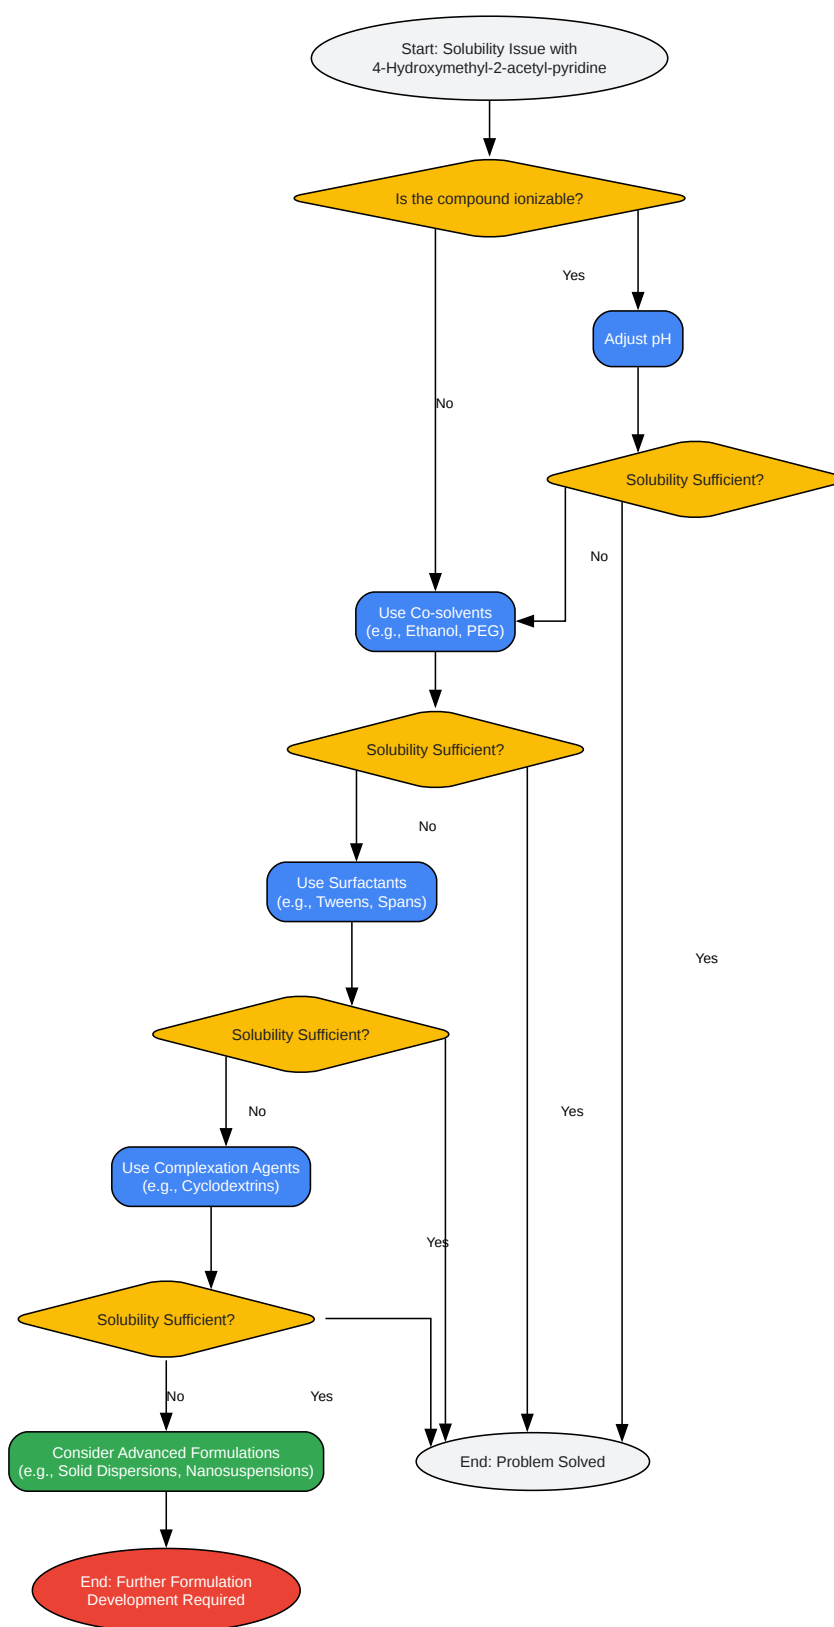 Start: Solubility Issue with
4-Hydroxymethyl-2-acetyl-pyridine
Is the compound ionizable?
Yes
Adjust pH
No
Solubility Sufficient?
No
Use Co-solvents
(e.g., Ethanol, PEG)
Solubility Sufficient?
No
Use Surfactants
(e.g., Tweens, Spans)
Yes
Solubility Sufficient?
No
Yes
Use Complexation Agents
(e.g., Cyclodextrins)
Yes
Solubility Sufficient?
No
Yes
Consider Advanced Formulations
(e.g., Solid Dispersions, Nanosuspensions)
End: Problem Solved
End: Further Formulation
Development Required